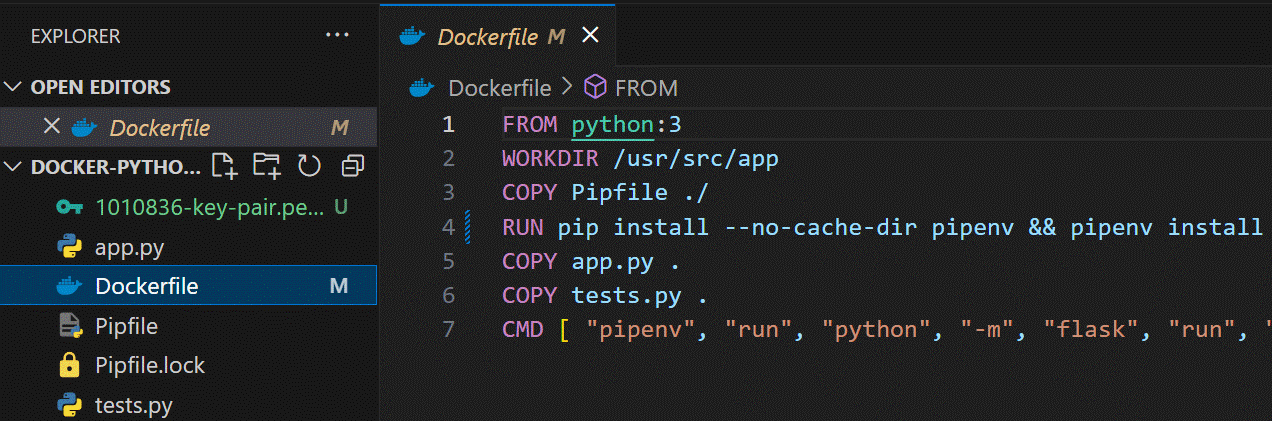 EXPLORER ...
OPEN EDITORS
Dockerfile M
DOCKER-PYTHO...
1010836-key-pair.pe... U
app.py
Dockerfile M
Pipfile
Pipfile.lock
tests.py
Dockerfile M
Dockerfile > FROM
1 FROM python:3
2 WORKDIR /usr/src/app
3 COPY Pipfile ./
4 RUN pip install --no-cache-dir pipenv && pipenv install
5 COPY app.py .
6 COPY tests.py .
7 CMD [ "pipenv", "run", "python", "-m", "flask", "run", "